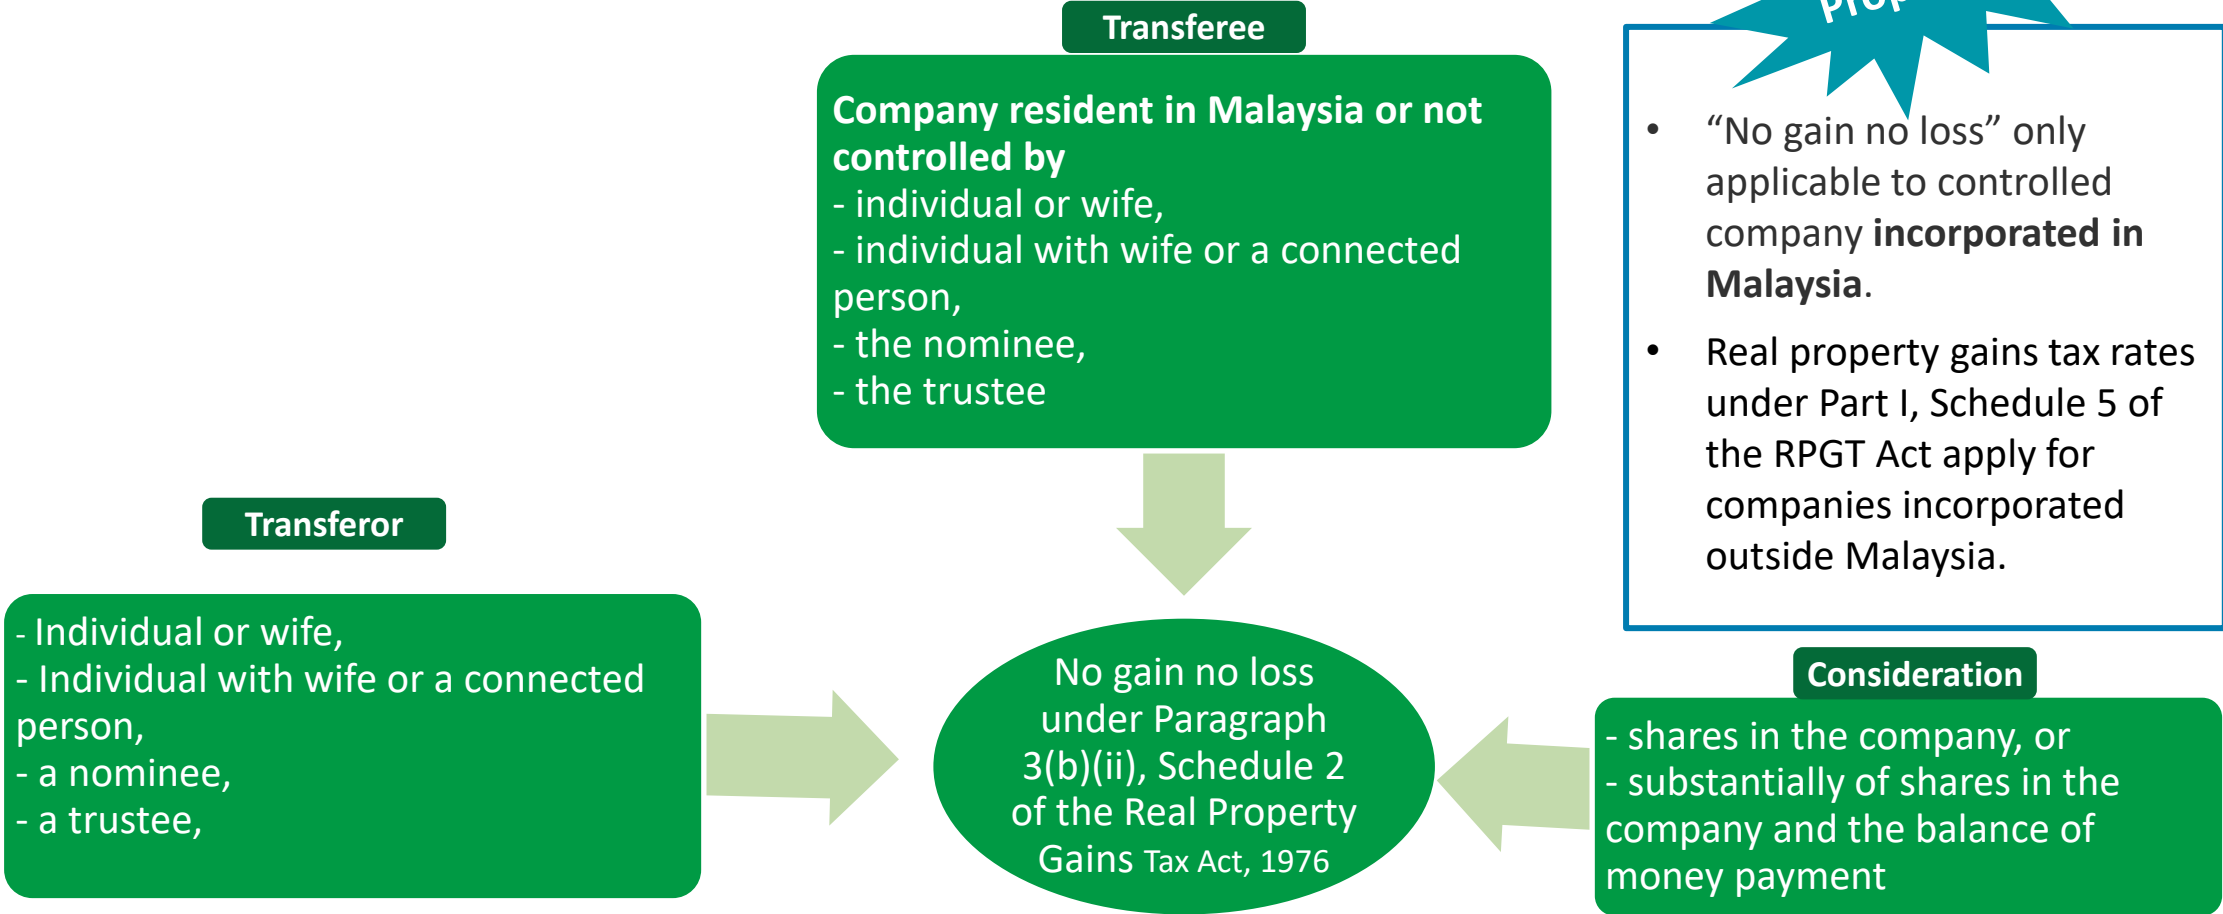 Transferee
Company resident in Malaysia or not
controlled by
- individual or wife,
- individual with wife or a connected
person,
- the nominee,
- the trustee
• “No gain no loss” only
applicable to controlled
company incorporated in
Malaysia.
• Real property gains tax rates
under Part I, Schedule 5 of
the RPGT Act apply for
companies incorporated
outside Malaysia.
Transferor
- Individual or wife,
- Individual with wife or a connected
person,
- a nominee,
- a trustee,
No gain no loss
under Paragraph
3(b)(ii), Schedule 2
of the Real Property
Gains Tax Act, 1976
Consideration
- shares in the company, or
- substantially of shares in the
company and the balance of
money payment